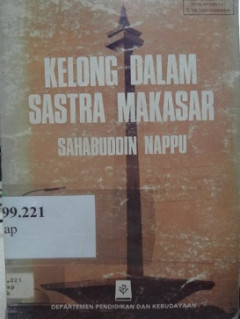 KELONG DALAM
SASTRA MAKASAR
SAHABUDDIN NAPPU
99.221
ap
DEPARTEMEN PENDIDIKAN DAN KEBUDAYAAN